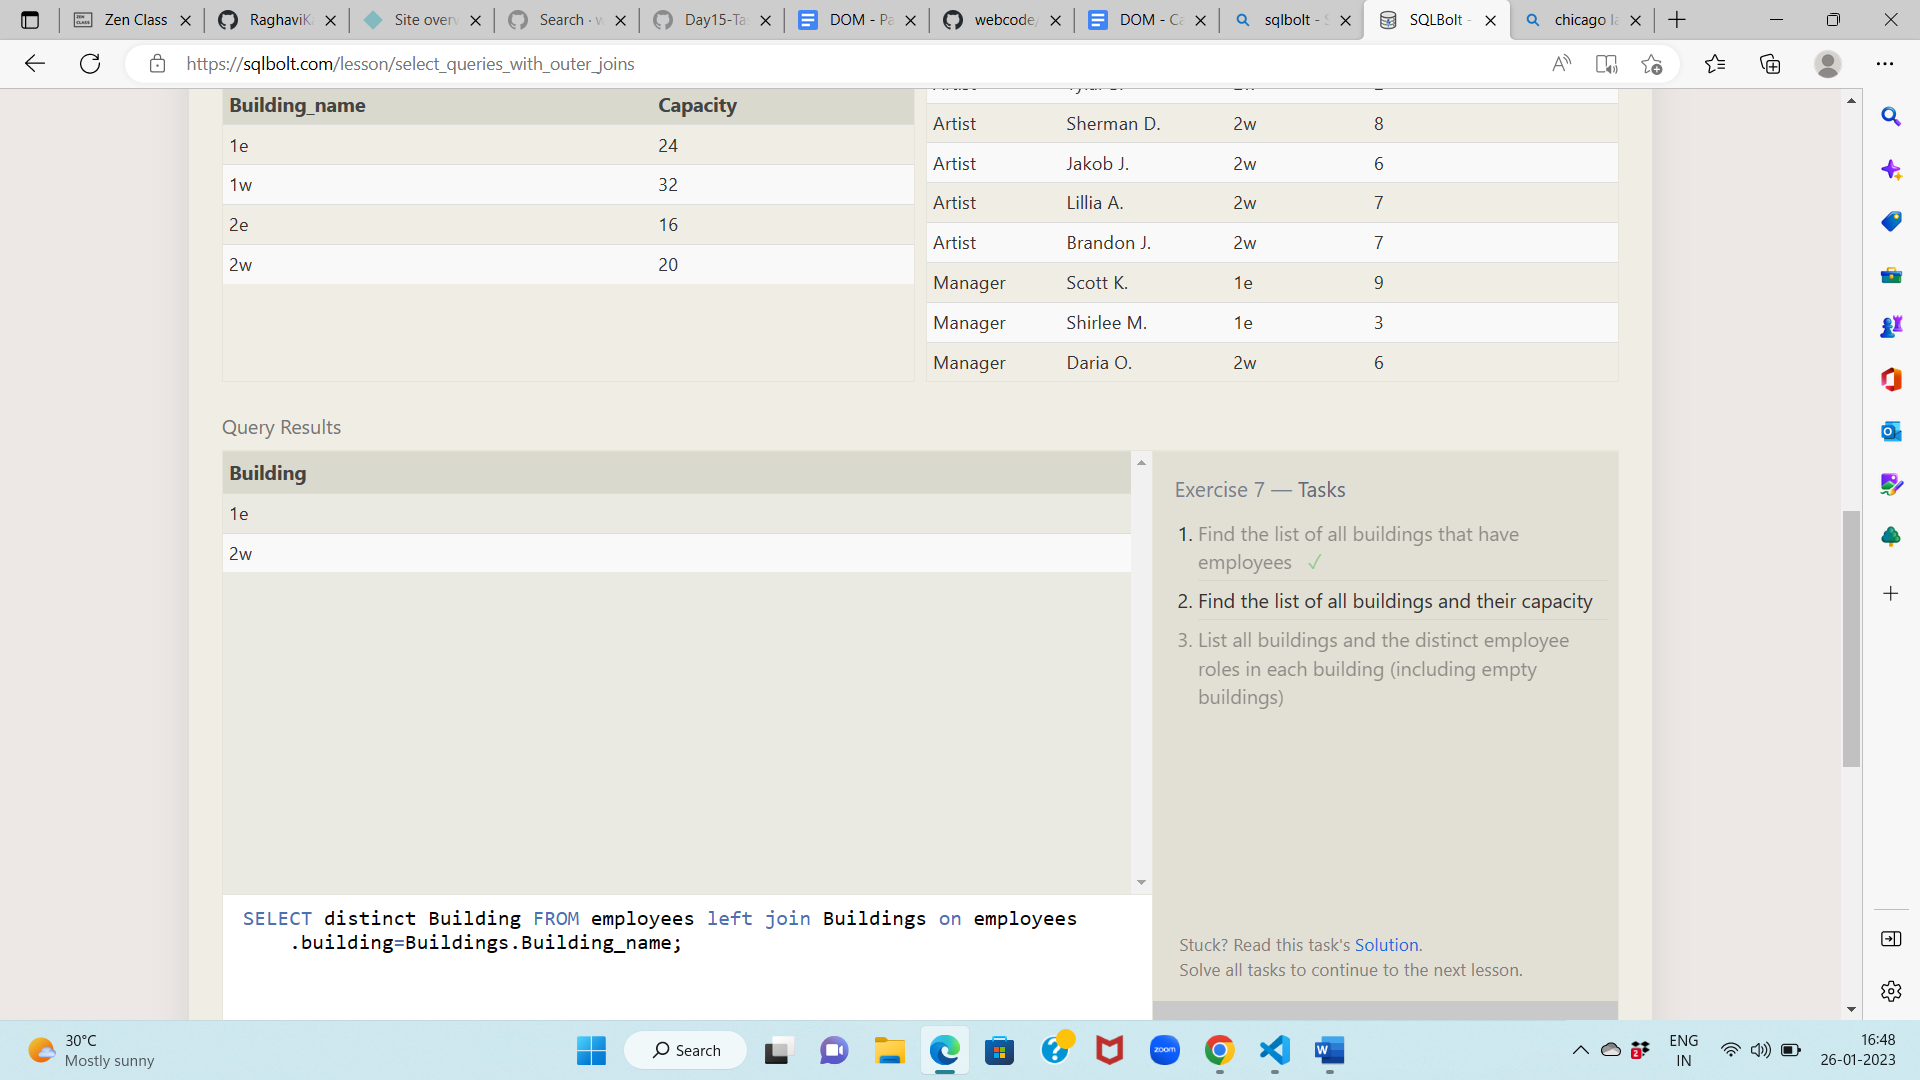 Zen Class
RaghaviK
Site overv
Search · w
Day15-Ta
DOM - Pa
webcode/
DOM - Ca
sqlbolt - S
SQLBolt -
chicago la
https://sqlbolt.com/lesson/select_queries_with_outer_joins
Building_name Capacity
1e 24
1w 32
2e 16
2w 20
Artist Sherman D. 2w 8
Artist Jakob J. 2w 6
Artist Lillia A. 2w 7
Artist Brandon J. 2w 7
Manager Scott K. 1e 9
Manager Shirlee M. 1e 3
Manager Daria O. 2w 6
Query Results
Building
1e
2w
Exercise 7 — Tasks
1. Find the list of all buildings that have
employees ✓
2. Find the list of all buildings and their capacity
3. List all buildings and the distinct employee
roles in each building (including empty
buildings)
SELECT distinct Building FROM employees left join Buildings on employees
.building=Buildings.Building_name;
Stuck? Read this task's Solution.
Solve all tasks to continue to the next lesson.
30°C
Mostly sunny
Search
zoom
2
ENG
IN
16:48
26-01-2023